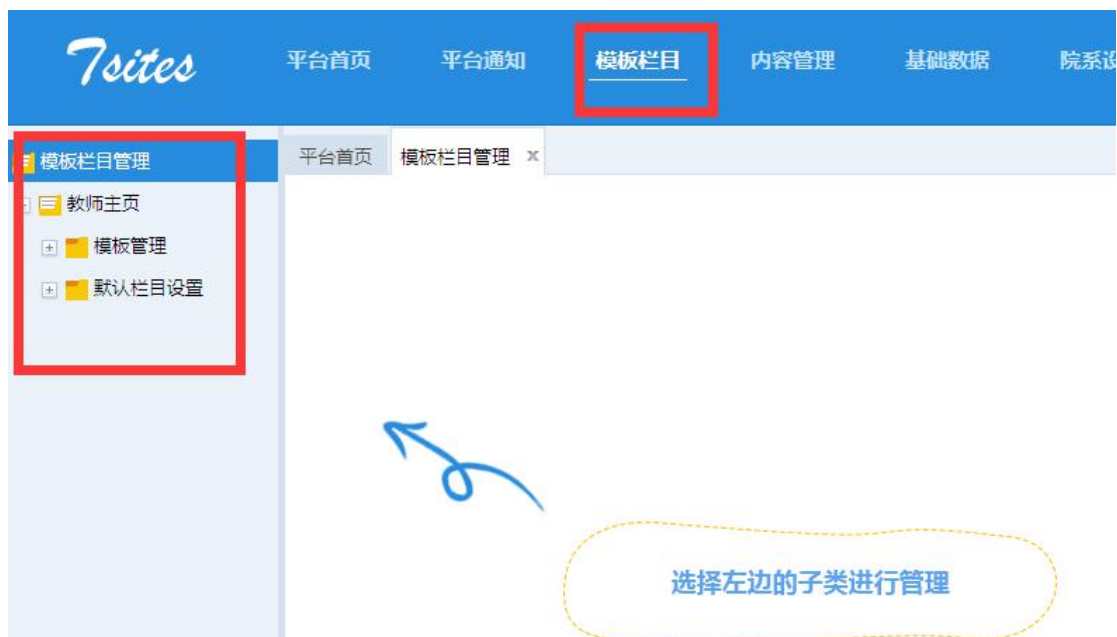 Tsites
平台首页 平台通知 模板栏目 内容管理 基础数据 院系设
模板栏目管理
教师主页
模板管理
默认栏目设置
平台首页 模板栏目管理 x
选择左边的子类进行管理